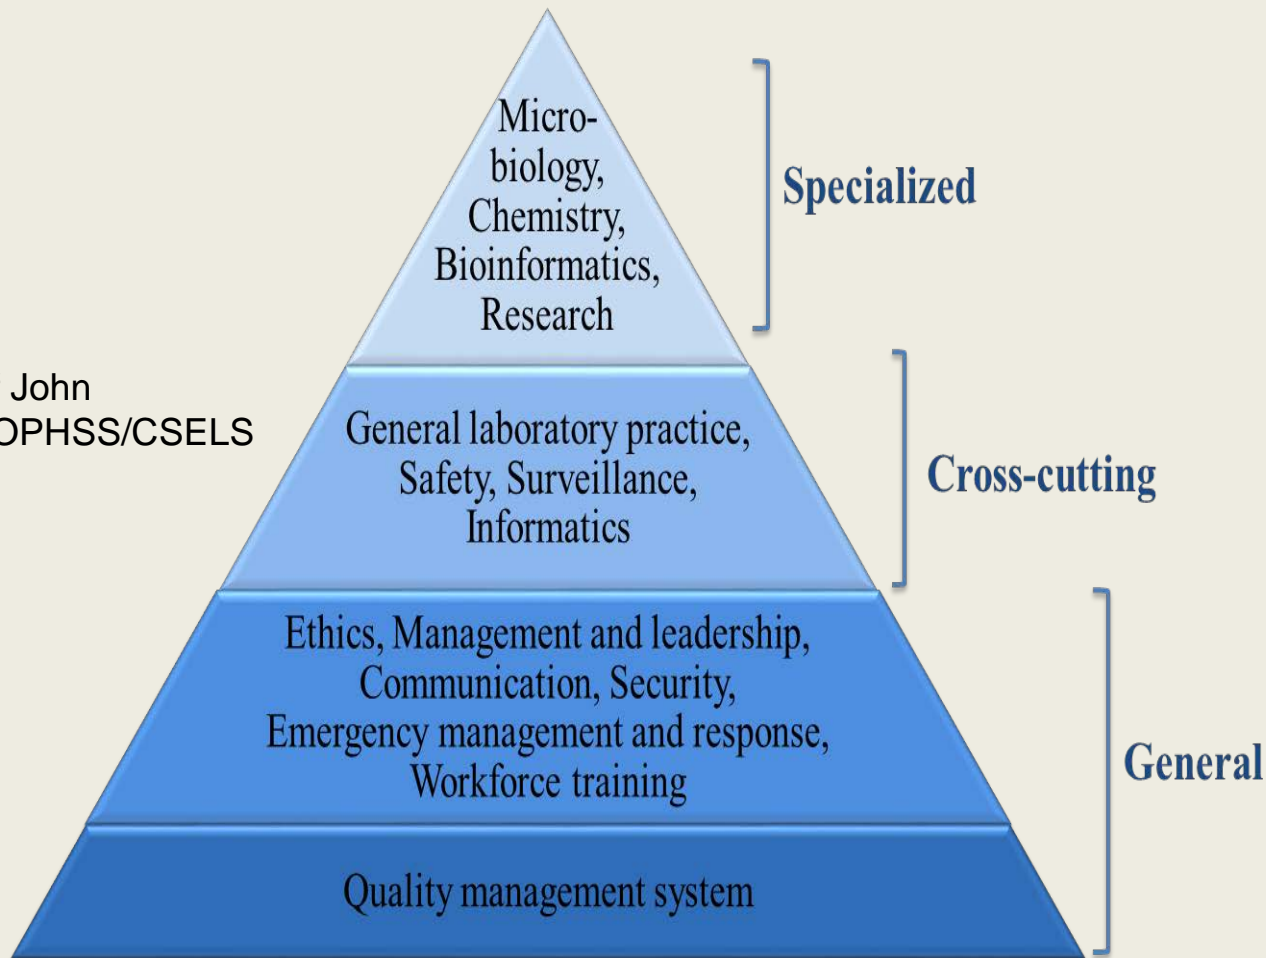 Micro-
biology,
Chemistry,
Bioinformatics,
Research
Specialized
John
OPHSS/CSELS
General laboratory practice,
Safety, Surveillance,
Informatics
Cross-cutting
Ethics, Management and leadership,
Communication, Security,
Emergency management and response,
Workforce training
General
Quality management system